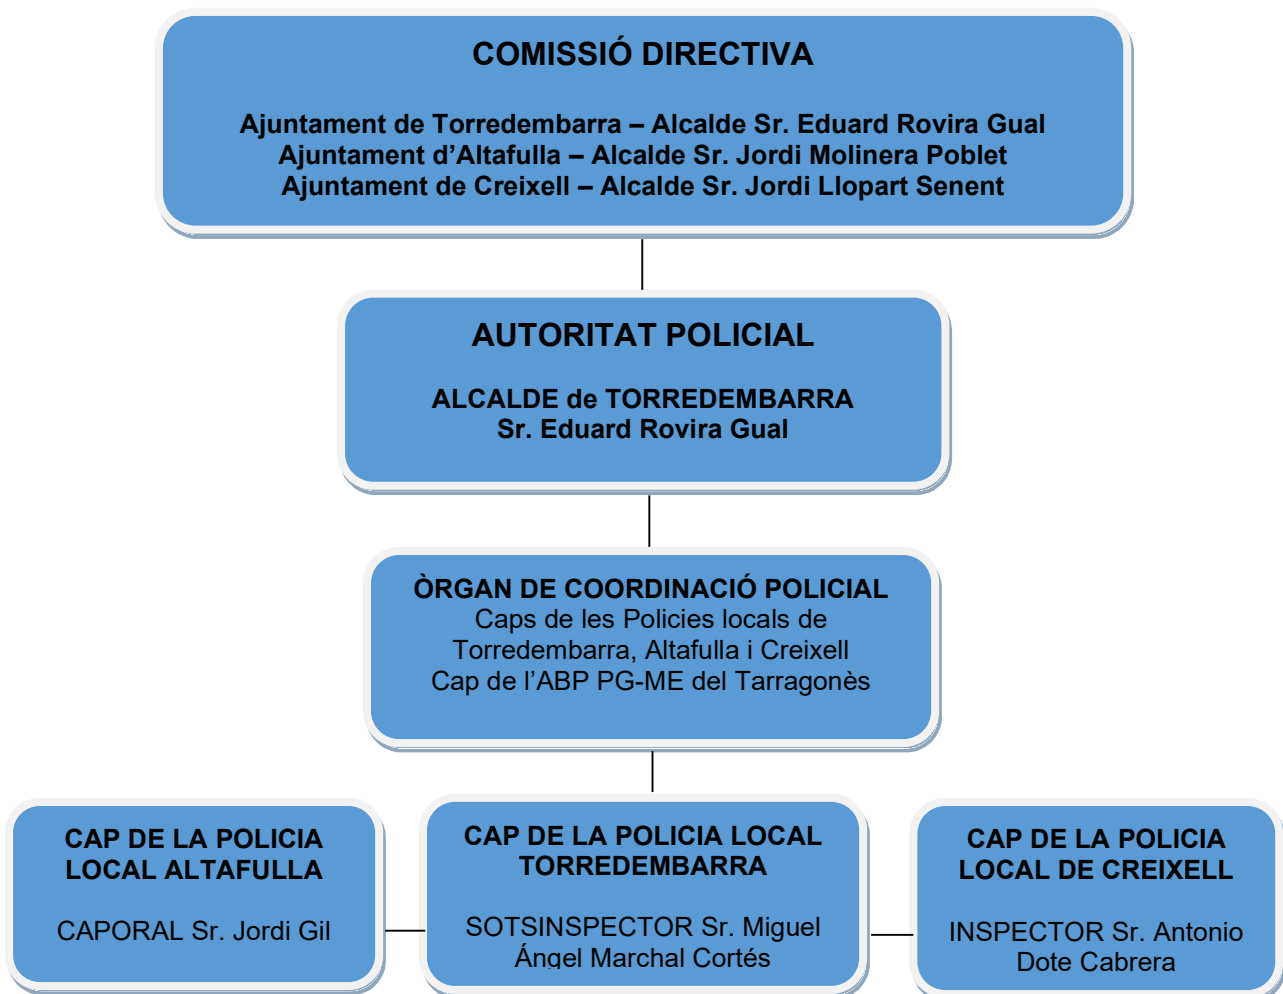 COMISSIÓ DIRECTIVA
Ajuntament de Torredembarra – Alcalde Sr. Eduard Rovira Gual
Ajuntament d’Altafulla – Alcalde Sr. Jordi Molinera Poblet
Ajuntament de Creixell – Alcalde Sr. Jordi Llopart Senent
AUTORITAT POLICIAL
ALCALDE de TORREDEMBARRA
Sr. Eduard Rovira Gual
ÒRGAN DE COORDINACIÓ POLICIAL
Caps de les Policies locals de
Torredembarra, Altafulla i Creixell
Cap de l’ABP PG-ME del Tarragonès
CAP DE LA POLICIA
LOCAL ALTAFULLA
CAPORAL Sr. Jordi Gil
CAP DE LA POLICIA LOCAL
TORREDEMBARRA
SOTSINSPECTOR Sr. Miguel
Ángel Marchal Cortés
CAP DE LA POLICIA
LOCAL DE CREIXELL
INSPECTOR Sr. Antonio
Dote Cabrera